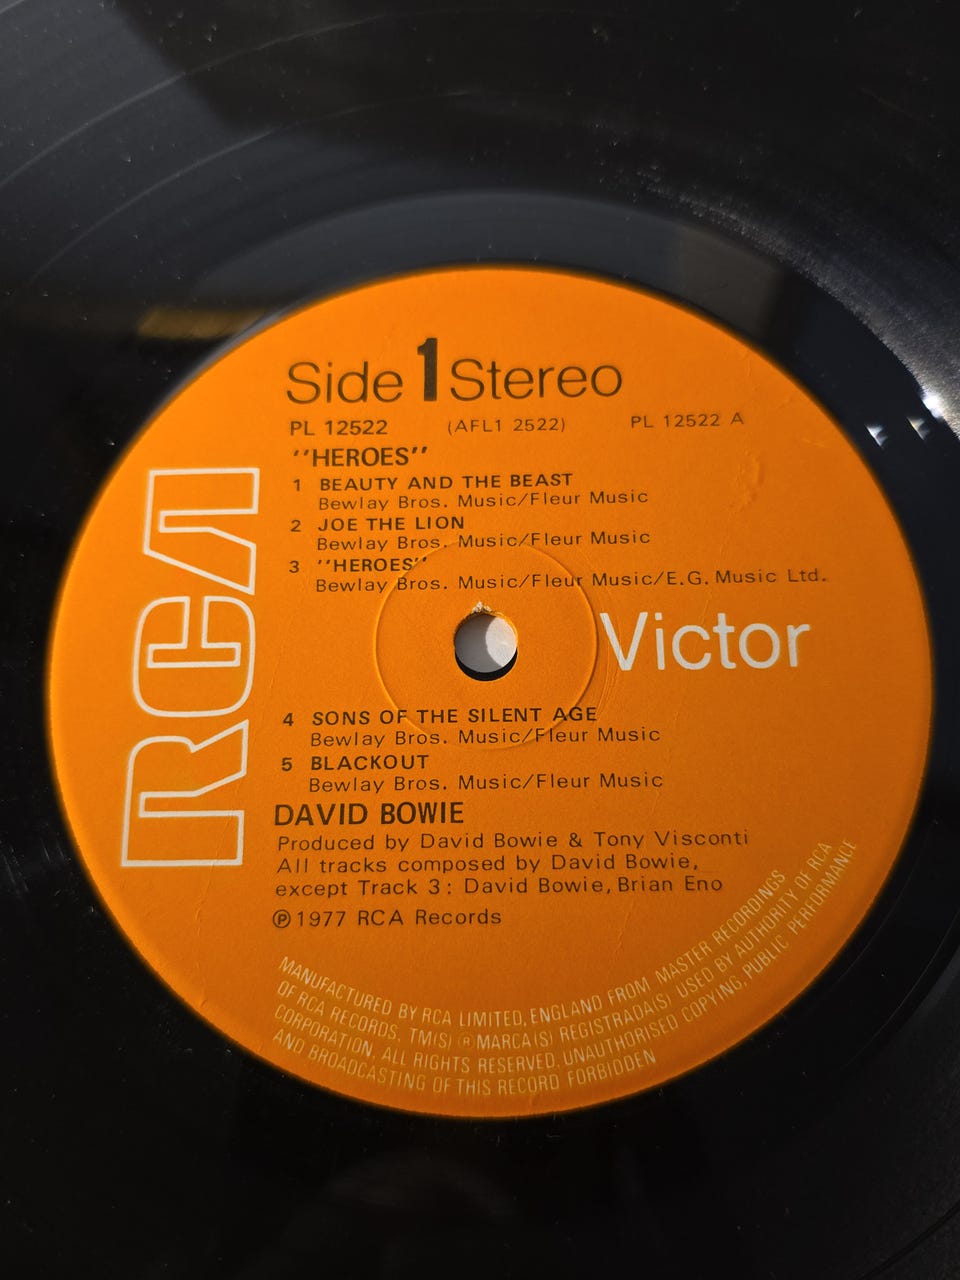 Side 1 Stereo
PL 12522 (AFL1 2522) PL 12522 A
''HEROES''
1 BEAUTY AND THE BEAST
Bewlay Bros. Music/Fleur Music
2 JOE THE LION
Bewlay Bros. Music/Fleur Music
3 ''HEROES''
Bewlay Bros. Music/Fleur Music/E.G. Music Ltd.
RCA
Victor
4 SONS OF THE SILENT AGE
Bewlay Bros. Music/Fleur Music
5 BLACKOUT
Bewlay Bros. Music/Fleur Music
DAVID BOWIE
Produced by David Bowie & Tony Visconti
All tracks composed by David Bowie,
except Track 3: David Bowie, Brian Eno
℗ 1977 RCA Records
MANUFACTURED BY RCA LIMITED, ENGLAND FROM MASTER RECORDINGS
OF RCA RECORDS. TM(S) ® MARCA(S) REGISTRADA(S) USED BY AUTHORITY OF RCA
CORPORATION. ALL RIGHTS RESERVED. UNAUTHORISED COPYING, PUBLIC PERFORMANCE
AND BROADCASTING OF THIS RECORD FORBIDDEN